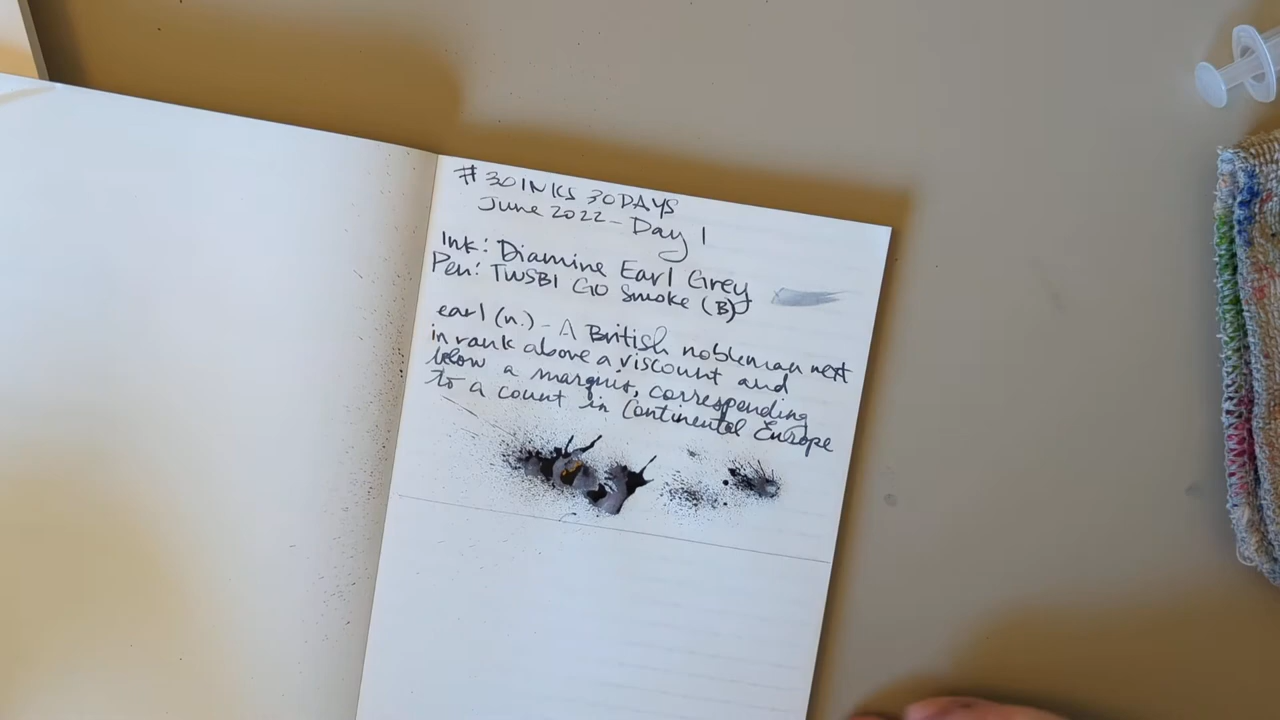 #30INKS30DAYS
June 2022 - Day 1
Ink: Diamine Earl Grey
Pen: TWSBI GO Smoke (B)
earl (n.) - A British nobleman next
in rank above a viscount and
below a marquis, corresponding
to a count in Continental Europe